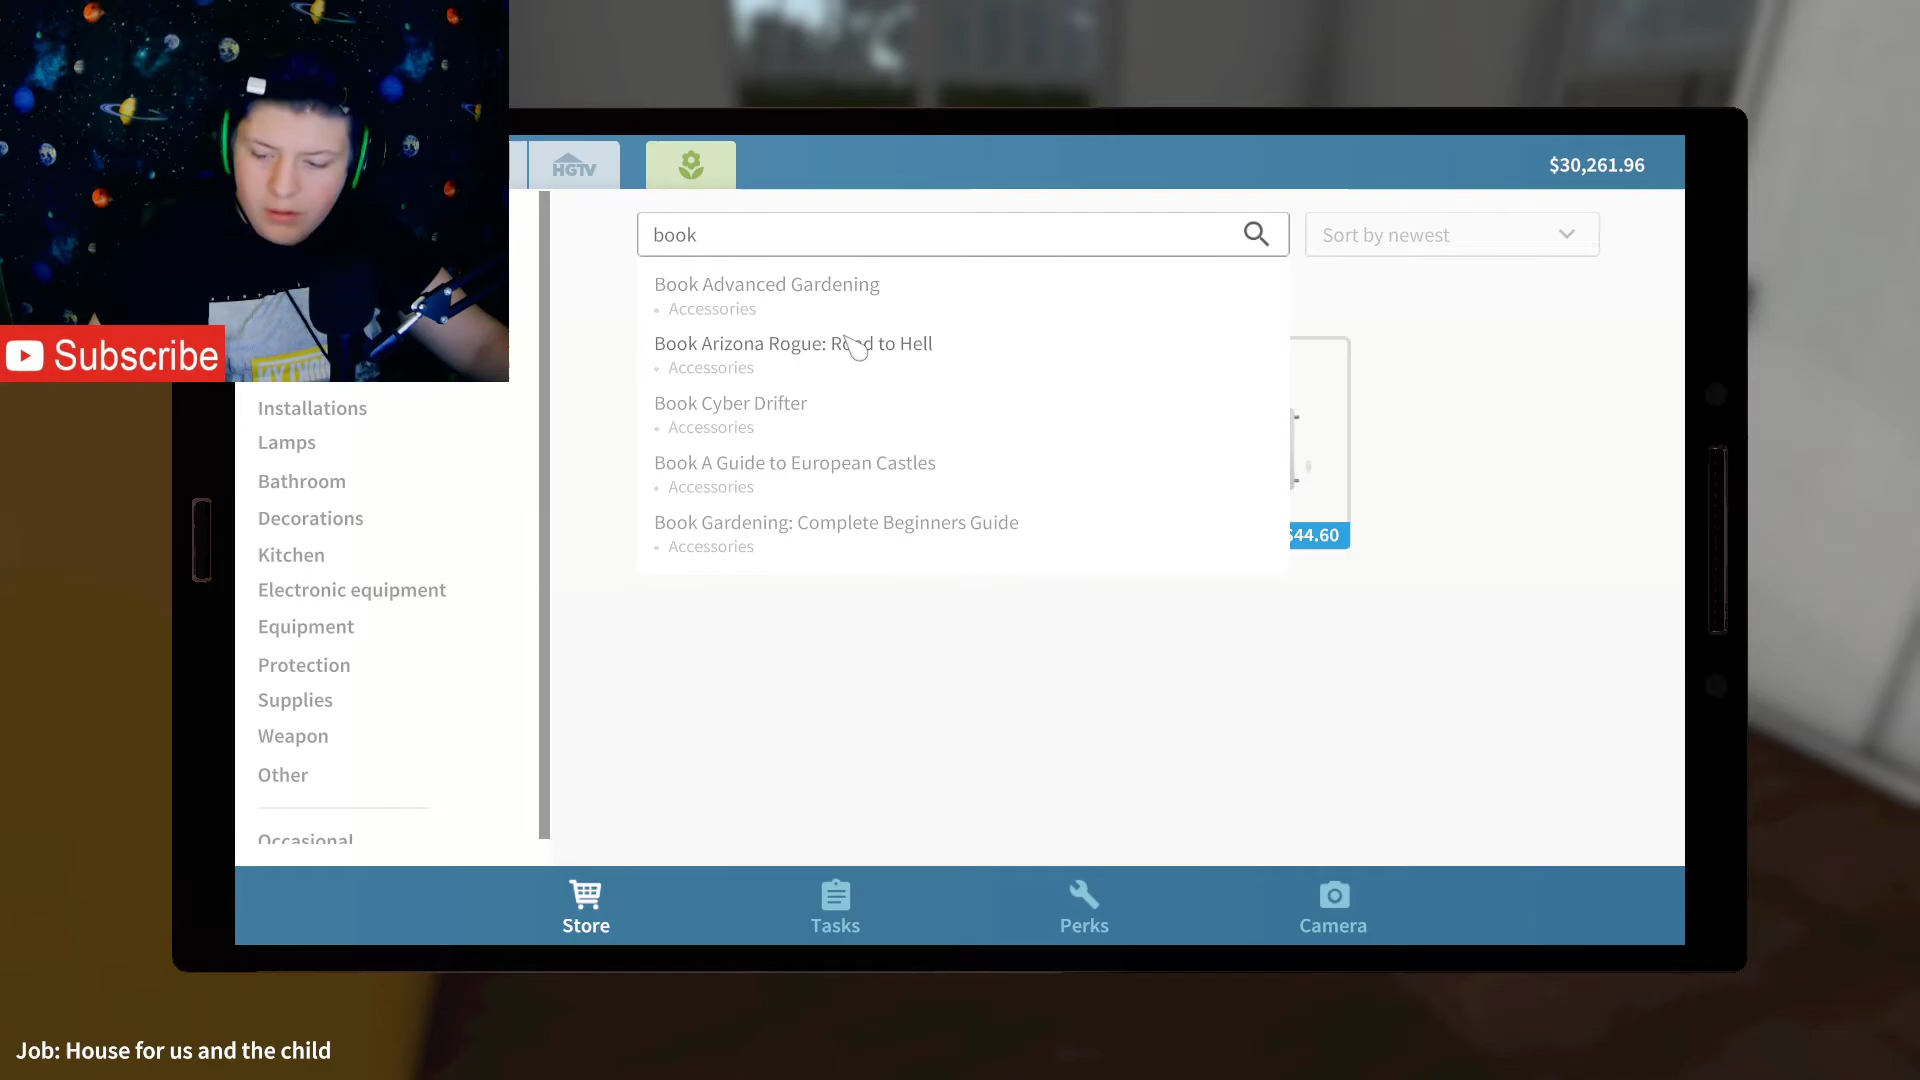 HGTV
$30,261.96
book
Sort by newest
Book Advanced Gardening
• Accessories
Book Arizona Rogue: Road to Hell
• Accessories
Book Cyber Drifter
• Accessories
Book A Guide to European Castles
• Accessories
Book Gardening: Complete Beginners Guide
• Accessories
$44.60
Subscribe
Installations
Lamps
Bathroom
Decorations
Kitchen
Electronic equipment
Equipment
Protection
Supplies
Weapon
Other
Occasional
Store
Tasks
Perks
Camera
Job: House for us and the child